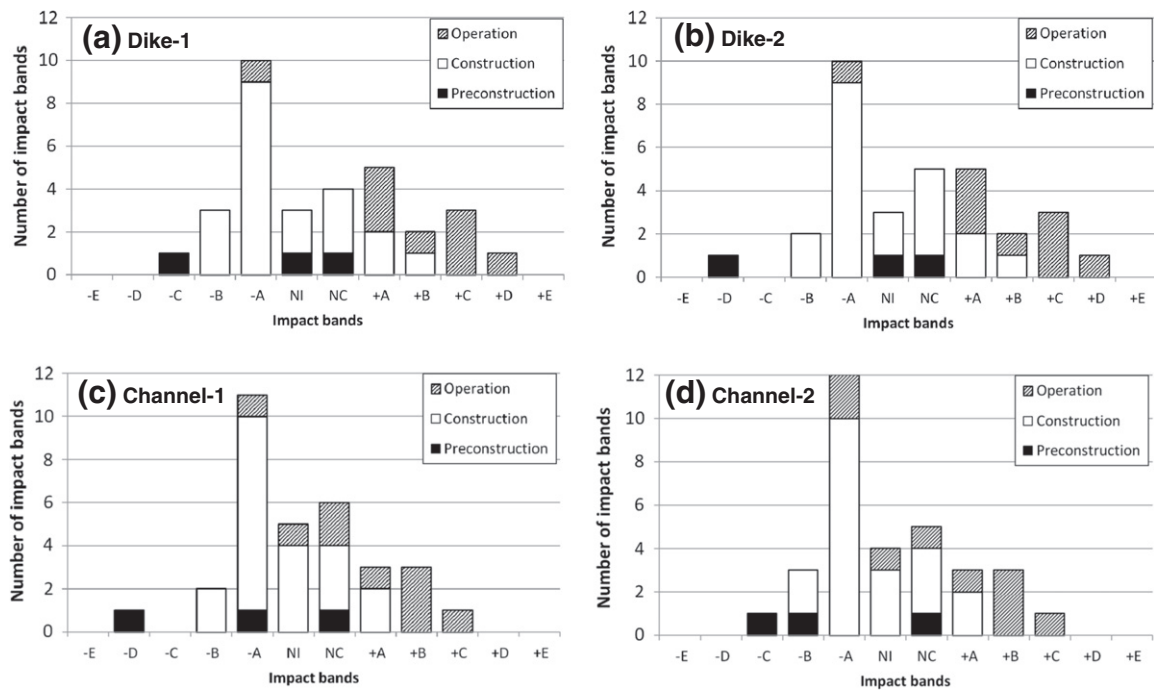 (a) Dike-1
Operation
Construction
Preconstruction
Number of impact bands
12
10
8
6
4
2
0
-E -D -C -B -A NI NC +A +B +C +D +E
Impact bands
(b) Dike-2
Operation
Construction
Preconstruction
Number of impact bands
12
10
8
6
4
2
0
-E -D -C -B -A NI NC +A +B +C +D +E
Impact bands
(c) Channel-1
Operation
Construction
Preconstruction
Number of impact bands
12
10
8
6
4
2
0
-E -D -C -B -A NI NC +A +B +C +D +E
Impact bands
(d) Channel-2
Operation
Construction
Preconstruction
Number of impact bands
12
10
8
6
4
2
0
-E -D -C -B -A NI NC +A +B +C +D +E
Impact bands